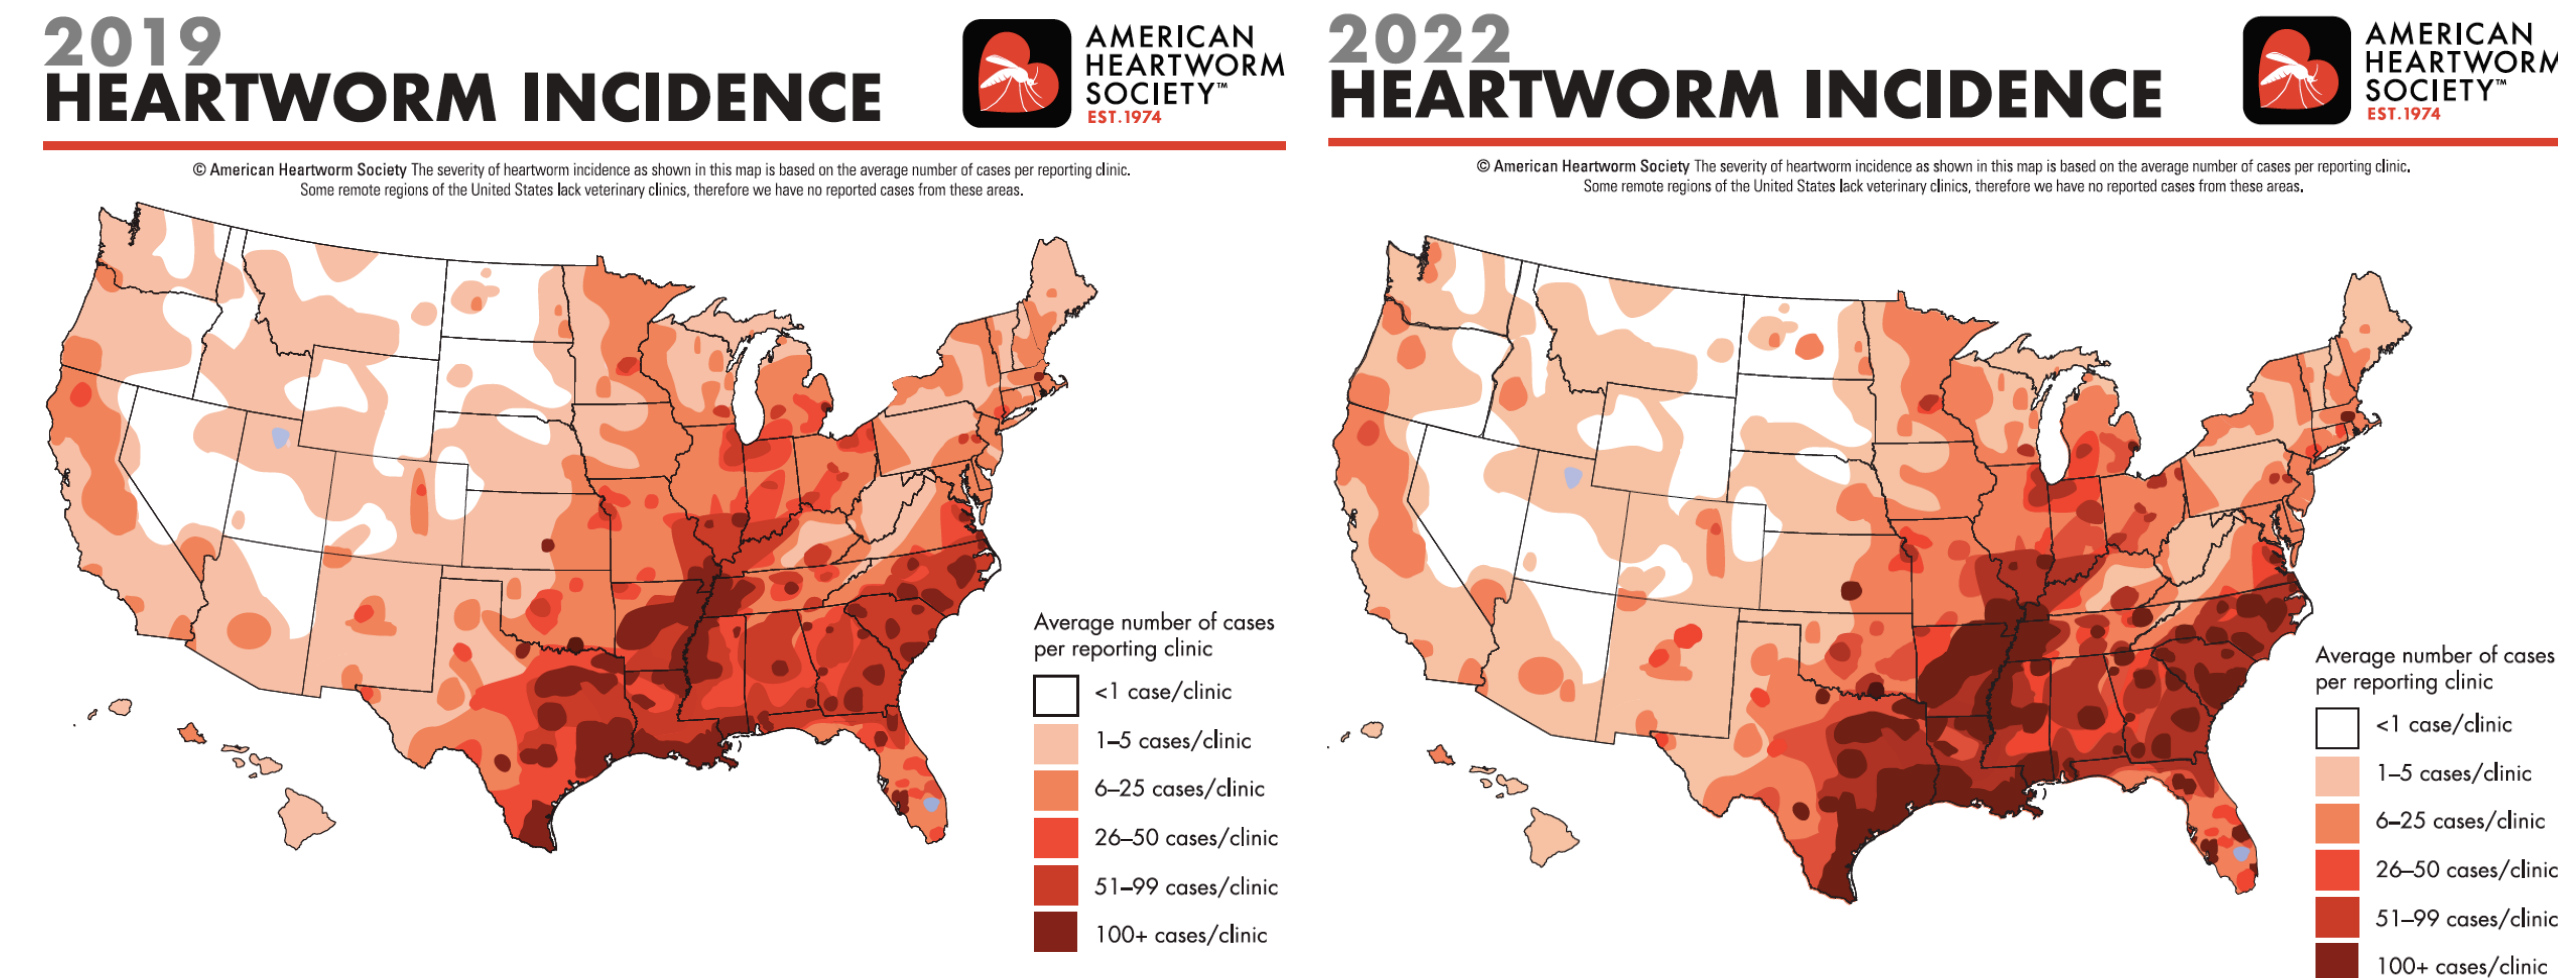 2019
HEARTWORM INCIDENCE
AMERICAN
HEARTWORM
SOCIETY™
EST.1974
© American Heartworm Society The severity of heartworm incidence as shown in this map is based on the average number of cases per reporting clinic.
Some remote regions of the United States lack veterinary clinics, therefore we have no reported cases from these areas.
Average number of cases
per reporting clinic
<1 case/clinic
1–5 cases/clinic
6–25 cases/clinic
26–50 cases/clinic
51–99 cases/clinic
100+ cases/clinic
2022
HEARTWORM INCIDENCE
AMERICAN
HEARTWORM
SOCIETY™
EST.1974
© American Heartworm Society The severity of heartworm incidence as shown in this map is based on the average number of cases per reporting clinic.
Some remote regions of the United States lack veterinary clinics, therefore we have no reported cases from these areas.
Average number of cases
per reporting clinic
<1 case/clinic
1–5 cases/clinic
6–25 cases/clinic
26–50 cases/clinic
51–99 cases/clinic
100+ cases/clinic